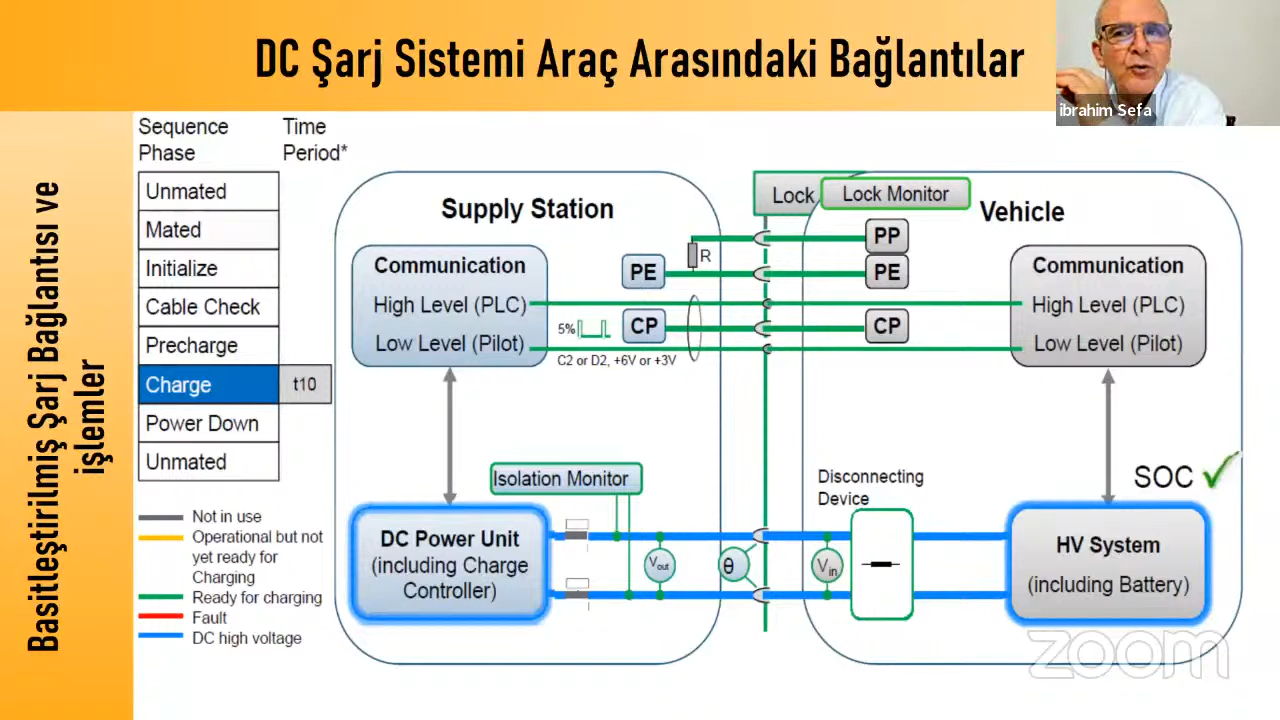 DC Şarj Sistemi Araç Arasındaki Bağlantılar
ibrahim Sefa
Basitleştirilmiş Şarj Bağlantısı ve
işlemler
Sequence
Phase
Time
Period*
Unmated
Mated
Initialize
Cable Check
Precharge
Charge
t10
Power Down
Unmated
Not in use
Operational but not
yet ready for
Charging
Ready for charging
Fault
DC high voltage
Supply Station
Communication
High Level (PLC)
Low Level (Pilot)
PE
R
5%
CP
C2 or D2, +6V or +3V
Isolation Monitor
DC Power Unit
(including Charge
Controller)
Vout
θ
Lock
Lock Monitor
Vehicle
PP
PE
CP
Communication
High Level (PLC)
Low Level (Pilot)
Disconnecting
Device
Vin
SOC
HV System
(including Battery)
zoom